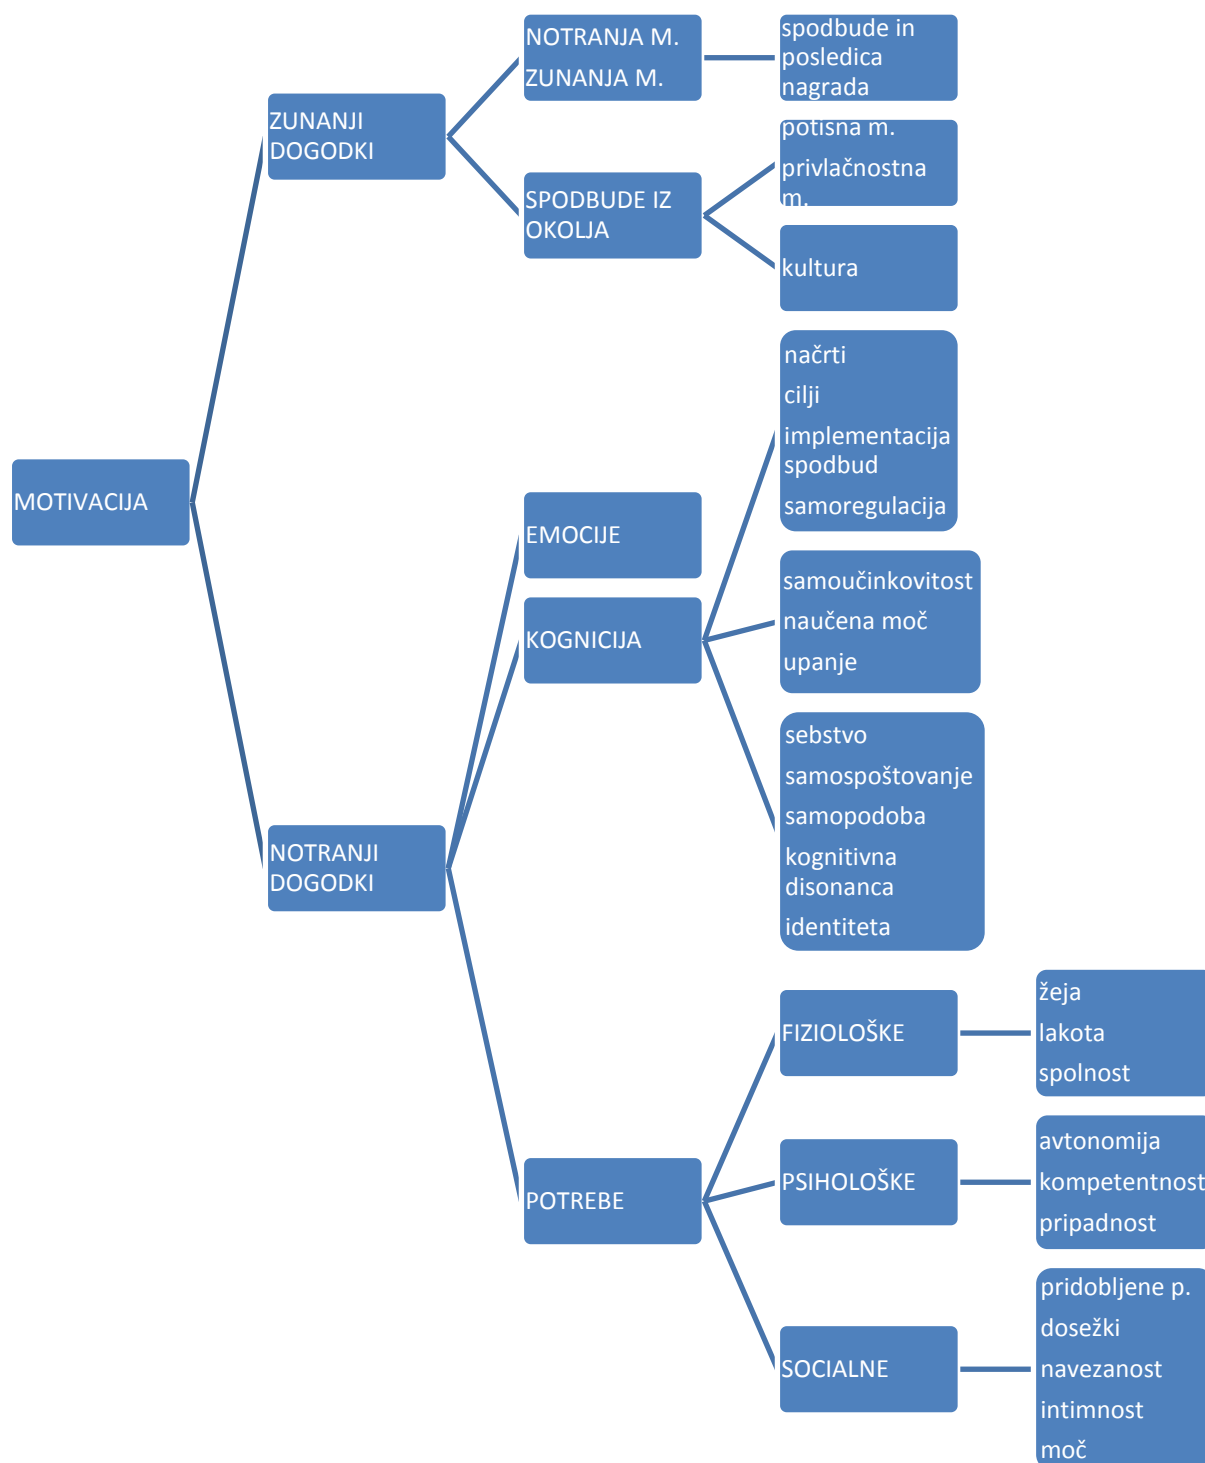 MOTIVACIJA
ZUNANJI
DOGODKI
NOTRANJA M.
ZUNANJA M.
spodbude in
posledica
nagrada
SPODBUDE IZ
OKOLJA
potisna m.
privlačnostna
m.
kultura
NOTRANJI
DOGODKI
EMOCIJE
KOGNICIJA
načrti
cilji
implementacija
spodbud
samoregulacija
samoučinkovitost
naučena moč
upanje
sebstvo
samospoštovanje
samopodoba
kognitivna
disonanca
identiteta
POTREBE
FIZIOLOŠKE
žeja
lakota
spolnost
PSIHOLOŠKE
avtonomija
kompetentnost
pripadnost
SOCIALNE
pridobljene p.
dosežki
navezanost
intimnost
moč